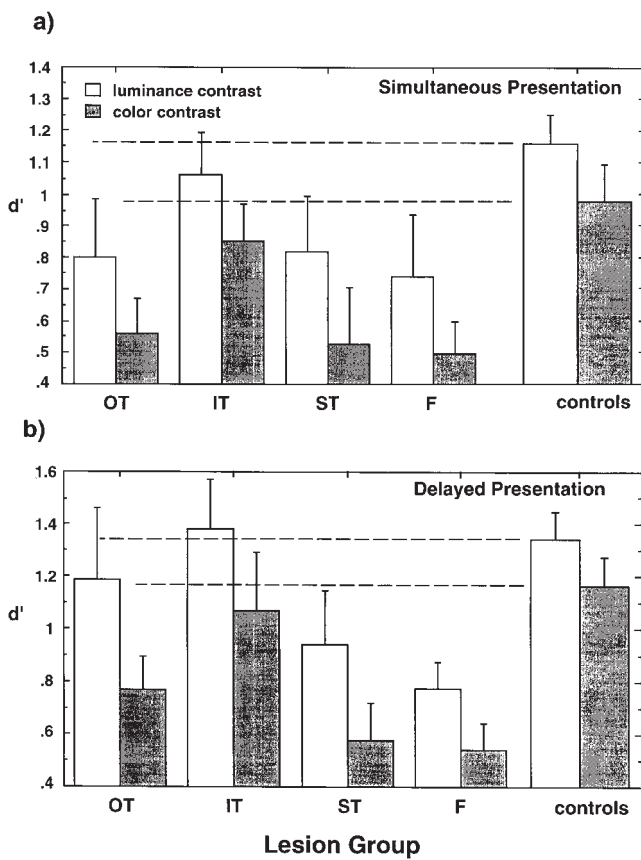 a)
1.4
luminance contrast
Simultaneous Presentation
1.3
color contrast
1.2
1.1
1
d'
.9
.8
.7
.6
.5
.4
OT IT ST F controls
b)
1.6
Delayed Presentation
1.4
1.2
d'
1
.8
.6
.4
OT IT ST F controls
Lesion Group